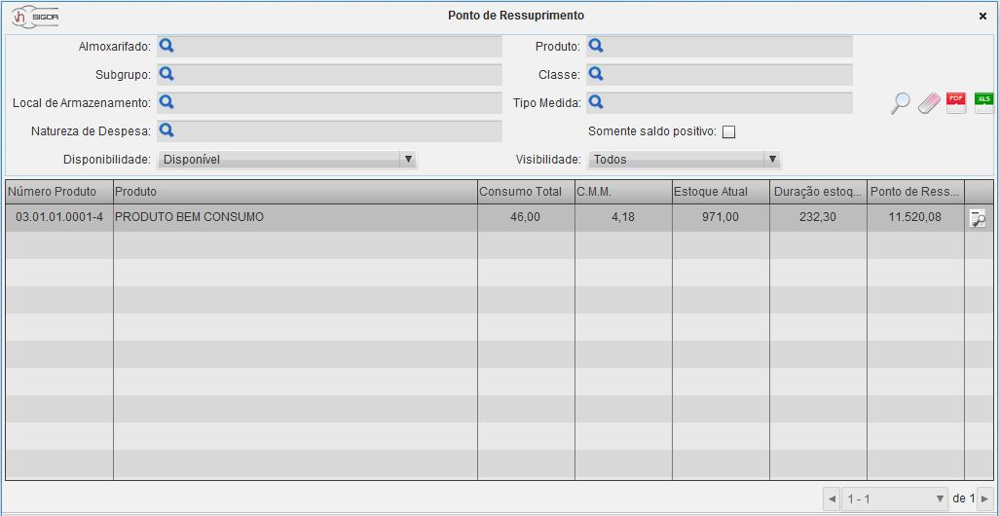 vh SIGOR
Ponto de Ressuprimento
Almoxarifado:
Produto:
Subgrupo:
Classe:
Local de Armazenamento:
Tipo Medida:
PDF XLS
Natureza de Despesa:
Somente saldo positivo:
Disponibilidade: Disponível
Visibilidade: Todos
Número Produto Produto Consumo Total C.M.M. Estoque Atual Duração estoq... Ponto de Ress...
03.01.01.0001-4 PRODUTO BEM CONSUMO 46,00 4,18 971,00 232,30 11.520,08
1 - 1 de 1